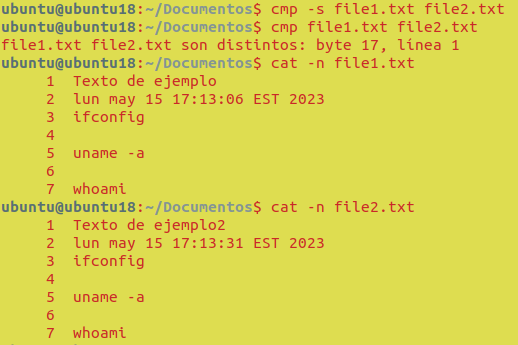 ubuntu@ubuntu18:~/Documentos$ cmp -s file1.txt file2.txt
ubuntu@ubuntu18:~/Documentos$ cmp file1.txt file2.txt
file1.txt file2.txt son distintos: byte 17, línea 1
ubuntu@ubuntu18:~/Documentos$ cat -n file1.txt
     1  Texto de ejemplo
     2  lun may 15 17:13:06 EST 2023
     3  ifconfig
     4
     5  uname -a
     6
     7  whoami
ubuntu@ubuntu18:~/Documentos$ cat -n file2.txt
     1  Texto de ejemplo2
     2  lun may 15 17:13:31 EST 2023
     3  ifconfig
     4
     5  uname -a
     6
     7  whoami